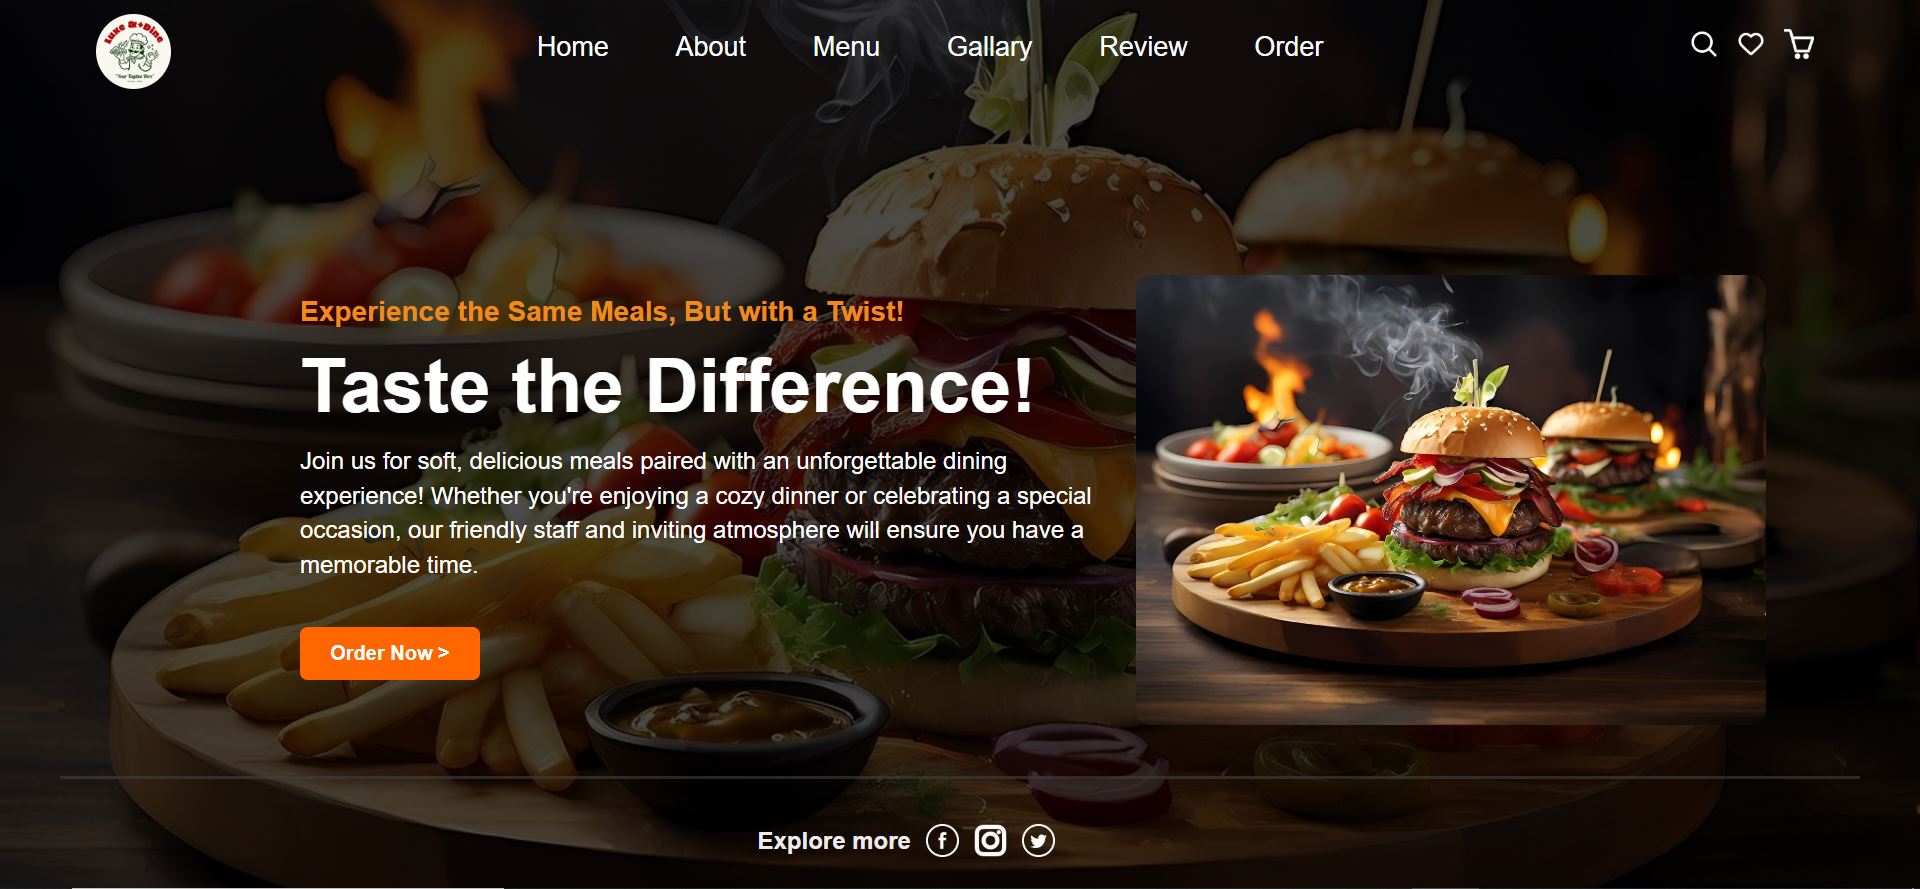 Luxe & Dine
"Your Tagline Here"
Home
About
Menu
Gallary
Review
Order
Experience the Same Meals, But with a Twist!
Taste the Difference!
Join us for soft, delicious meals paired with an unforgettable dining
experience! Whether you're enjoying a cozy dinner or celebrating a special
occasion, our friendly staff and inviting atmosphere will ensure you have a
memorable time.
Order Now >
Explore more